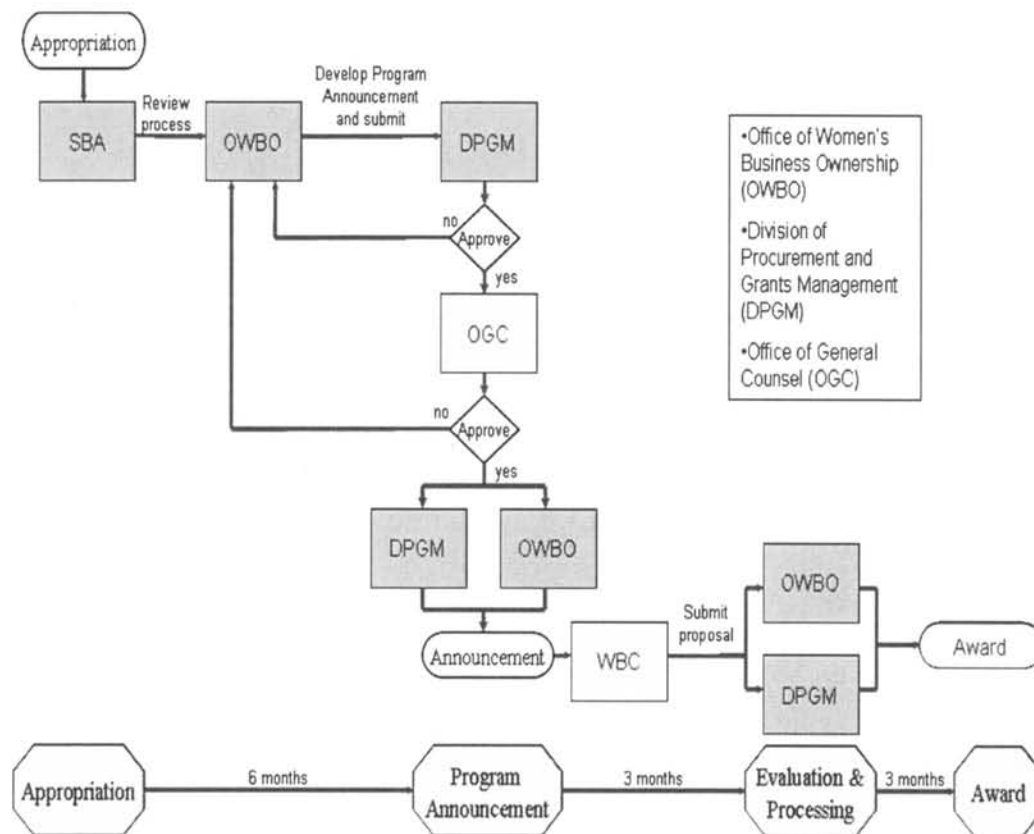 Appropriation
SBA
Review
process
OWBO
Develop Program
Announcement
and submit
DPGM
•Office of Women's
Business Ownership
(OWBO)
•Division of
Procurement and
Grants Management
(DPGM)
•Office of General
Counsel (OGC)
no
Approve
yes
OGC
no
Approve
yes
DPGM
OWBO
Announcement
WBC
Submit
proposal
OWBO
DPGM
Award
Appropriation
6 months
Program
Announcement
3 months
Evaluation &
Processing
3 months
Award